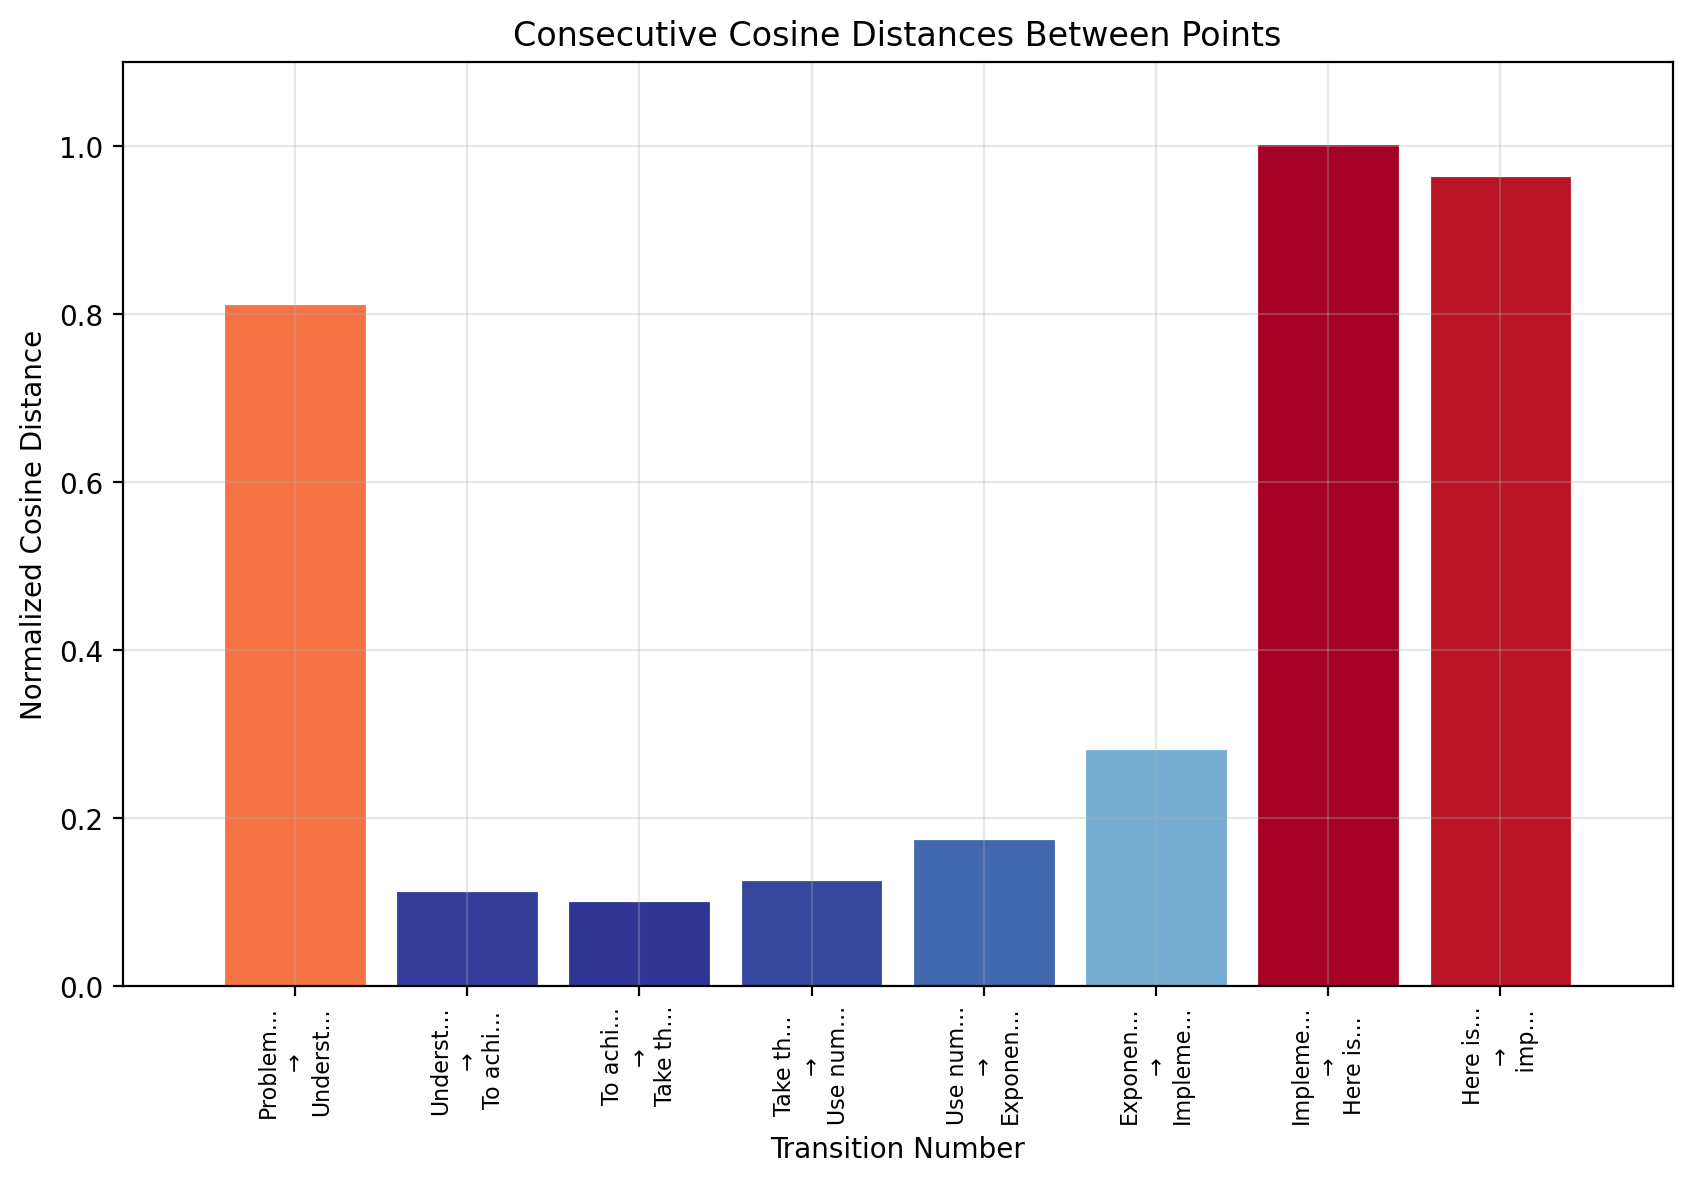 Consecutive Cosine Distances Between Points
Normalized Cosine Distance
1.0
0.8
0.6
0.4
0.2
0.0
Problem...
→
Underst...
Underst...
→
To achi...
To achi...
→
Take th...
Take th...
→
Use num...
Use num...
→
Exponen...
Exponen...
→
Impleme...
Impleme...
→
Here is...
Here is...
→
imp...
Transition Number